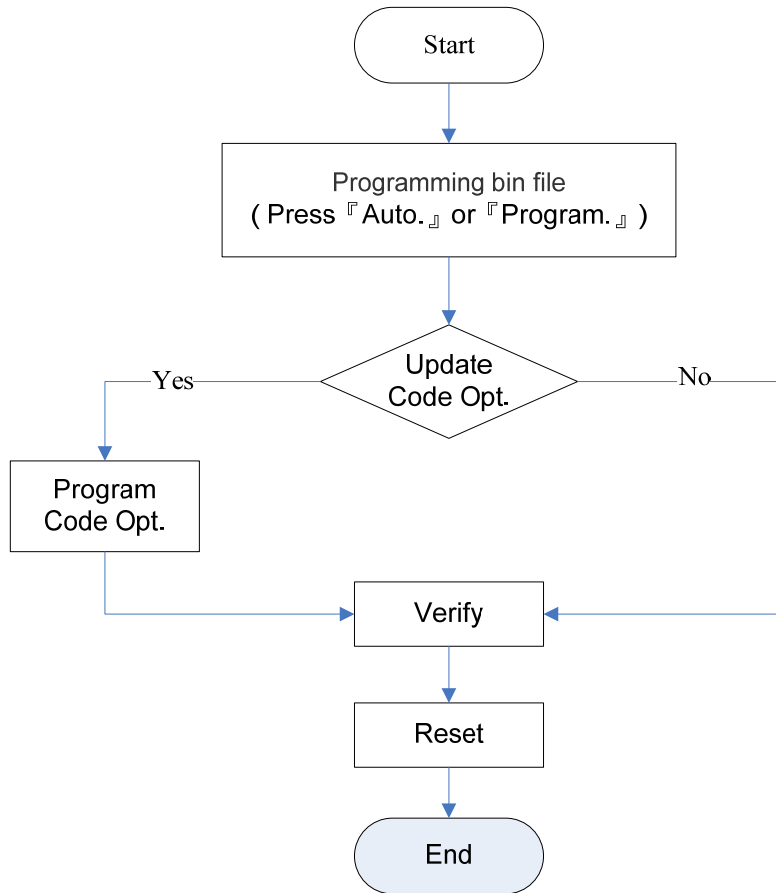 Start
Programming bin file
( Press『Auto.』or『Program.』)
Update
Code Opt.
Yes
No
Program
Code Opt.
Verify
Reset
End